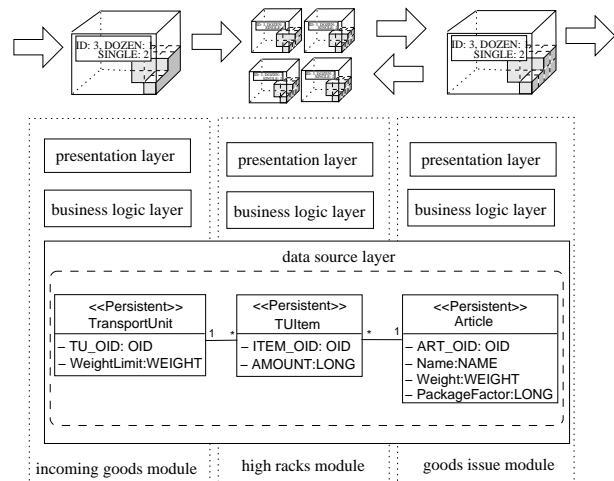 ID: 3, DOZEN: 1
SINGLE: 2
ID: 3, DOZEN:
SINGLE: 2
presentation layer
presentation layer
presentation layer
business logic layer
business logic layer
business logic layer
data source layer
<<Persistent>>
TransportUnit
– TU_OID: OID
– WeightLimit:WEIGHT
1
*
<<Persistent>>
TUItem
– ITEM_OID: OID
– AMOUNT:LONG
*
1
<<Persistent>>
Article
– ART_OID: OID
– Name:NAME
– Weight:WEIGHT
– PackageFactor:LONG
incoming goods module
high racks module
goods issue module